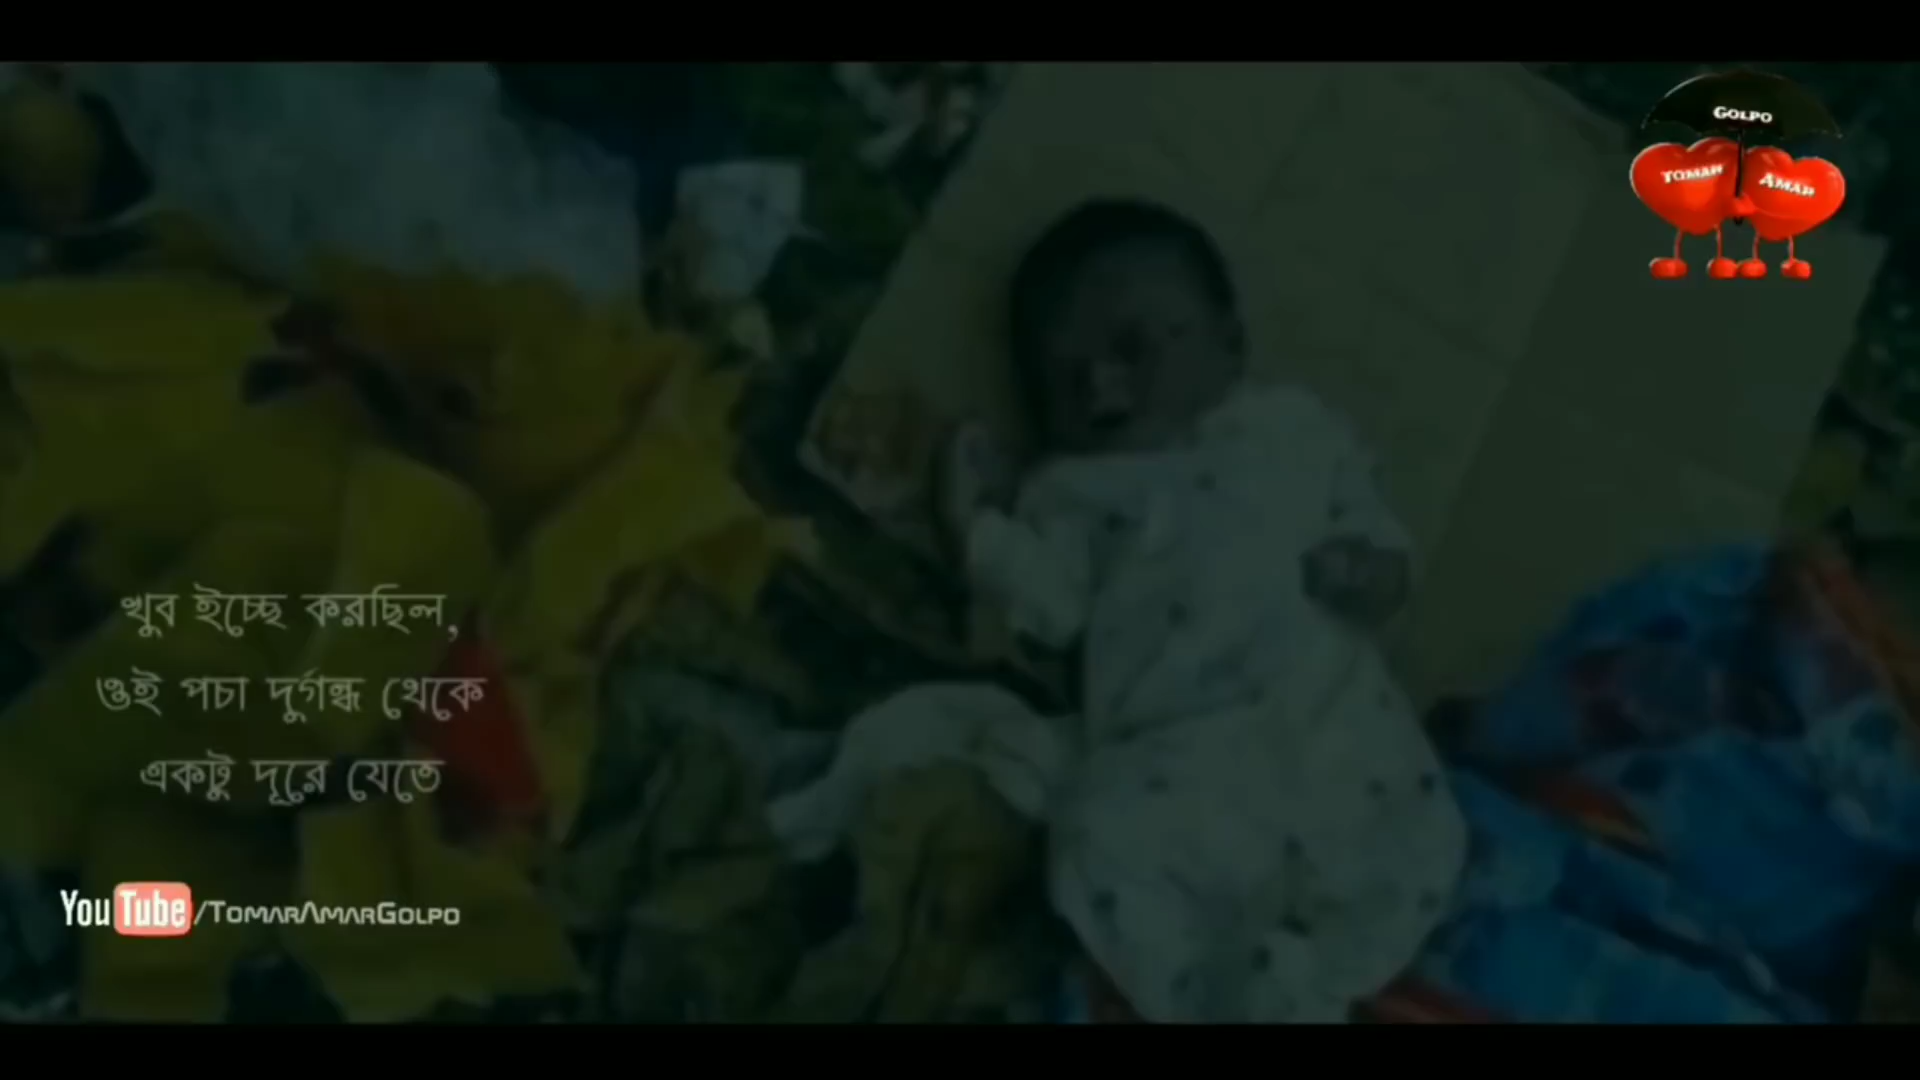 GOLPO
TOMAR AMAR
খুব ইচ্ছে করছিল,
ওই পচা দুর্গন্ধ থেকে
একটু দূরে যেতে
YouTube/TOMARAMARGOLPO